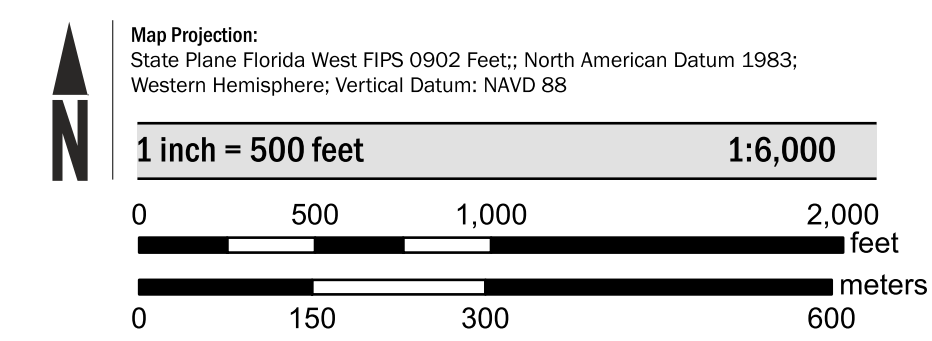 N
Map Projection:
State Plane Florida West FIPS 0902 Feet;; North American Datum 1983;
Western Hemisphere; Vertical Datum: NAVD 88
1 inch = 500 feet 1:6,000
0 500 1,000 2,000
feet
meters
0 150 300 600